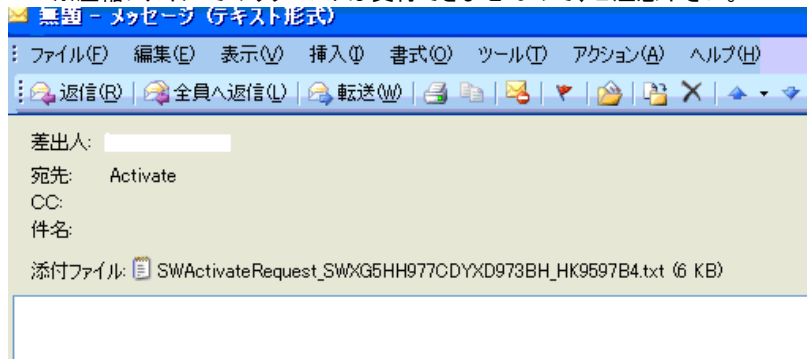 無題 - メッセージ (テキスト形式)
ファイル(F) 編集(E) 表示(V) 挿入(I) 書式(O) ツール(T) アクション(A) ヘルプ(H)
返信(R) 全員へ返信(L) 転送(W)
差出人:
宛先: Activate
CC:
件名:
添付ファイル: SWActivateRequest_SWXG5HH977CDYXD973BH_HK9597B4.txt (6 KB)